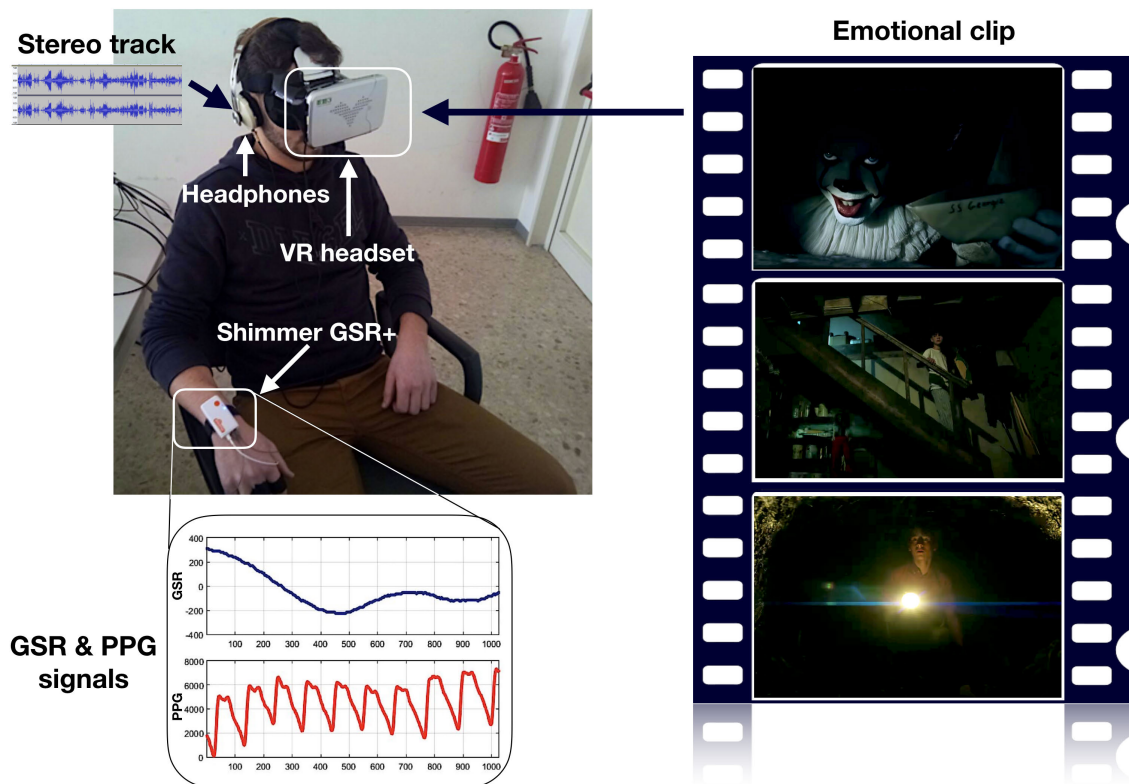 Stereo track
Emotional clip
Headphones
VR headset
Shimmer GSR+
SS Georgie
GSR & PPG
signals
GSR
400
200
0
-200
-400
100 200 300 400 500 600 700 800 900 1000
PPG
8000
6000
4000
2000
0
100 200 300 400 500 600 700 800 900 1000